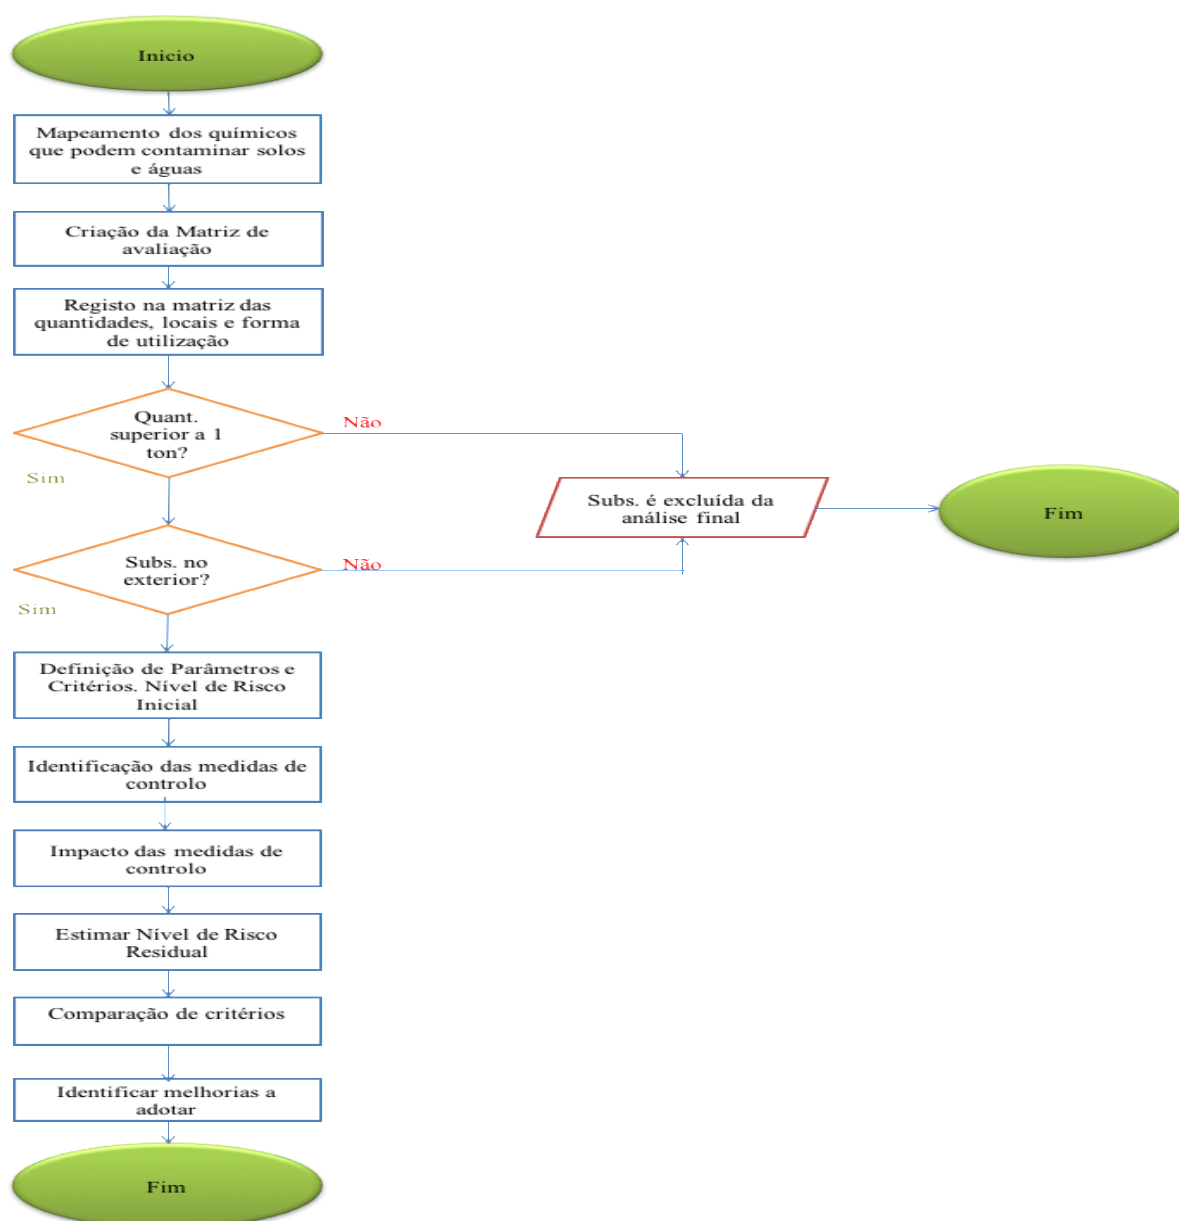 Inicio
Mapeamento dos químicos
que podem contaminar solos
e águas
Criação da Matriz de
avaliação
Registo na matriz das
quantidades, locais e forma
de utilização
Quant.
superior a 1
ton?
Não
Sim
Subs. é excluída da
análise final
Fim
Subs. no
exterior?
Não
Sim
Definição de Parâmetros e
Critérios. Nível de Risco
Inicial
Identificação das medidas de
controlo
Impacto das medidas de
controlo
Estimar Nível de Risco
Residual
Comparação de critérios
Identificar melhorias a
adotar
Fim